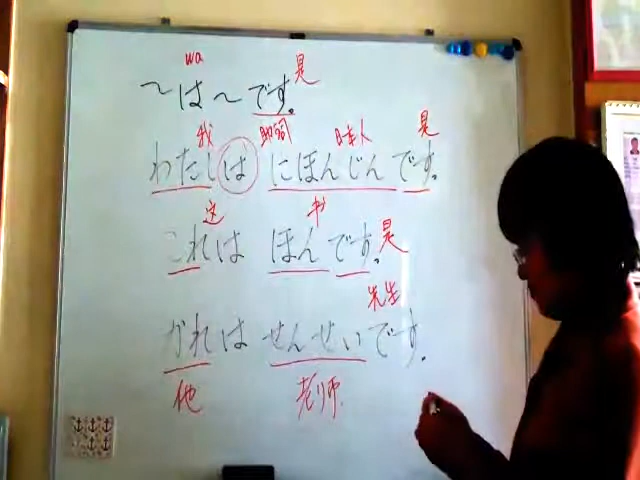 wa 是
～は～です。
我 助词 日本人 是
わたしは にほんじんです。
这 书
これは ほんです。是
先生
かれは せんせいです。
他 老师